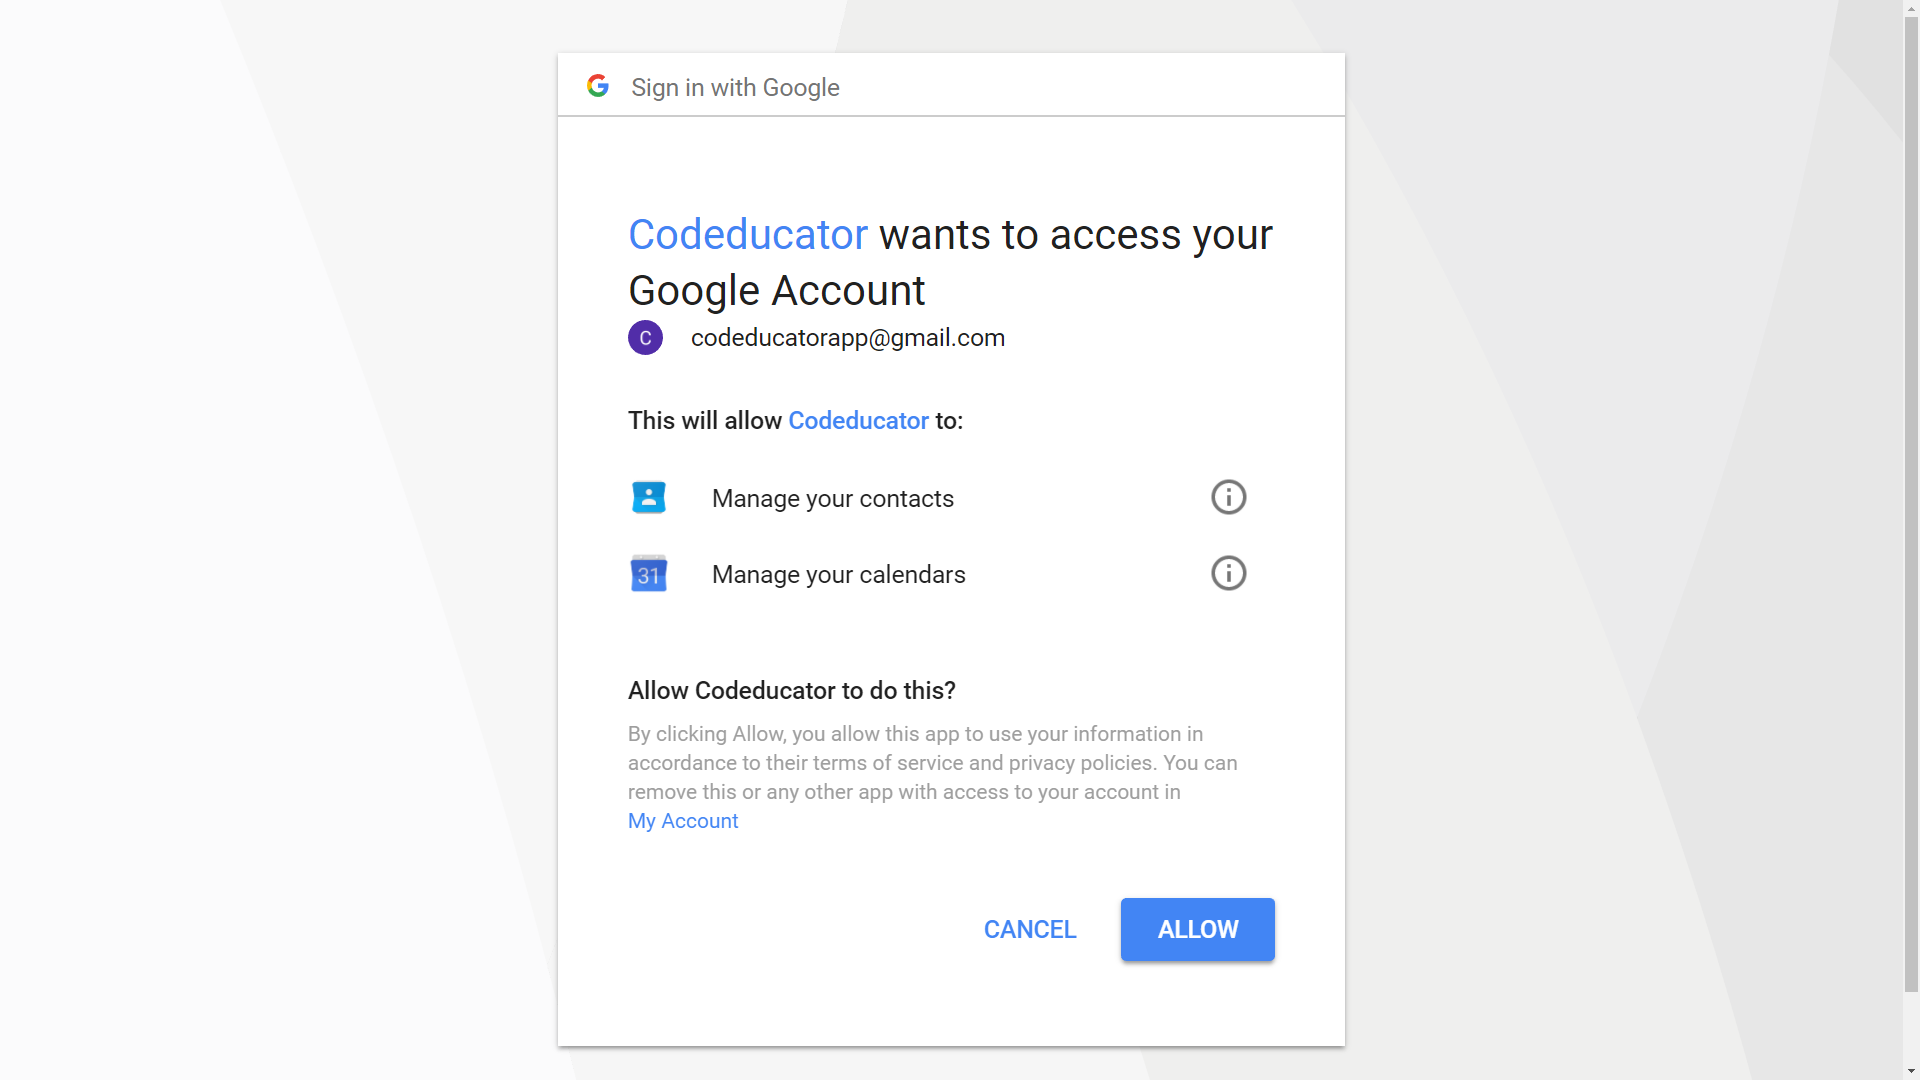 Sign in with Google
Codeducator wants to access your
Google Account
C codeducatorapp@gmail.com
This will allow Codeducator to:
Manage your contacts
31 Manage your calendars
Allow Codeducator to do this?
By clicking Allow, you allow this app to use your information in
accordance to their terms of service and privacy policies. You can
remove this or any other app with access to your account in
My Account
CANCEL ALLOW